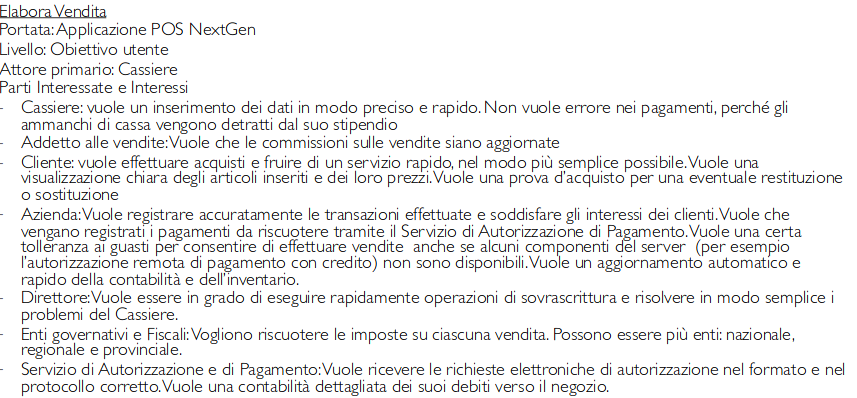 Elabora Vendita
Portata: Applicazione POS NextGen
Livello: Obiettivo utente
Attore primario: Cassiere
Parti Interessate e Interessi
- Cassiere: vuole un inserimento dei dati in modo preciso e rapido. Non vuole errore nei pagamenti, perché gli
ammanchi di cassa vengono detratti dal suo stipendio
- Addetto alle vendite: Vuole che le commissioni sulle vendite siano aggiornate
- Cliente: vuole effettuare acquisti e fruire di un servizio rapido, nel modo più semplice possibile. Vuole una
visualizzazione chiara degli articoli inseriti e dei loro prezzi. Vuole una prova d'acquisto per una eventuale restituzione
o sostituzione
- Azienda: Vuole registrare accuratamente le transazioni effettuate e soddisfare gli interessi dei clienti. Vuole che
vengano registrati i pagamenti da riscuotere tramite il Servizio di Autorizzazione di Pagamento. Vuole una certa
tolleranza ai guasti per consentire di effettuare vendite anche se alcuni componenti del server (per esempio
l'autorizzazione remota di pagamento con credito) non sono disponibili. Vuole un aggiornamento automatico e
rapido della contabilità e dell'inventario.
- Direttore: Vuole essere in grado di eseguire rapidamente operazioni di sovrascrittura e risolvere in modo semplice i
problemi del Cassiere.
- Enti governativi e Fiscali: Vogliono riscuotere le imposte su ciascuna vendita. Possono essere più enti: nazionale,
regionale e provinciale.
- Servizio di Autorizzazione e di Pagamento: Vuole ricevere le richieste elettroniche di autorizzazione nel formato e nel
protocollo corretto. Vuole una contabilità dettagliata dei suoi debiti verso il negozio.